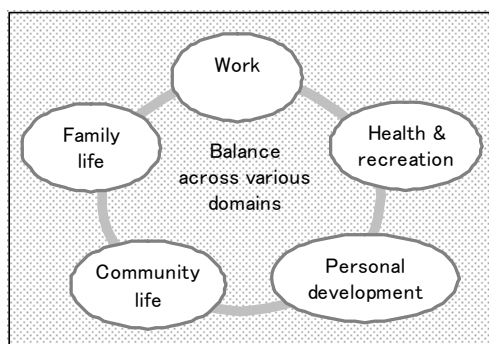 Work
Family
life
Health &
recreation
Balance
across various
domains
Community
life
Personal
development